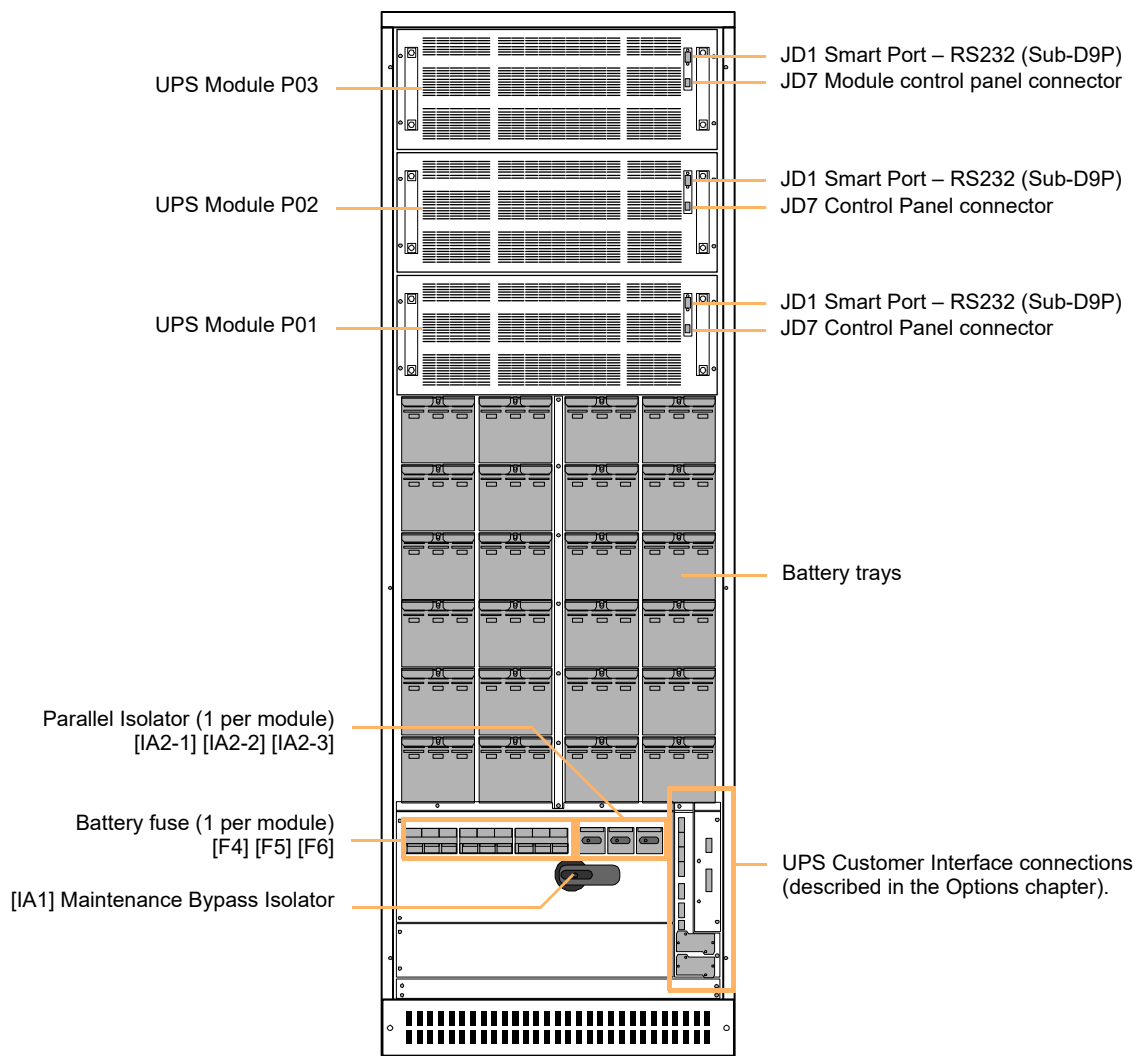 UPS Module P03
JD1 Smart Port – RS232 (Sub-D9P)
JD7 Module control panel connector
UPS Module P02
JD1 Smart Port – RS232 (Sub-D9P)
JD7 Control Panel connector
UPS Module P01
JD1 Smart Port – RS232 (Sub-D9P)
JD7 Control Panel connector
Battery trays
Parallel Isolator (1 per module)
[IA2-1] [IA2-2] [IA2-3]
Battery fuse (1 per module)
[F4] [F5] [F6]
[IA1] Maintenance Bypass Isolator
UPS Customer Interface connections
(described in the Options chapter).